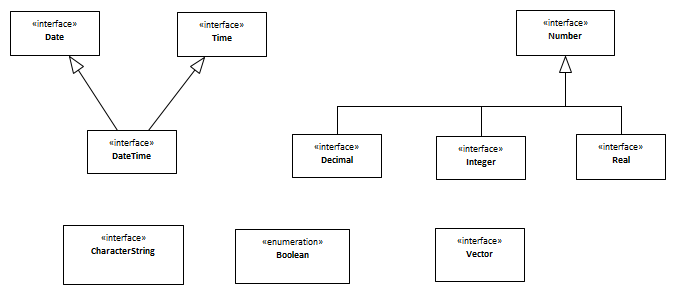 «interface»
Date
«interface»
Time
«interface»
Number
«interface»
DateTime
«interface»
Decimal
«interface»
Integer
«interface»
Real
«interface»
CharacterString
«enumeration»
Boolean
«interface»
Vector